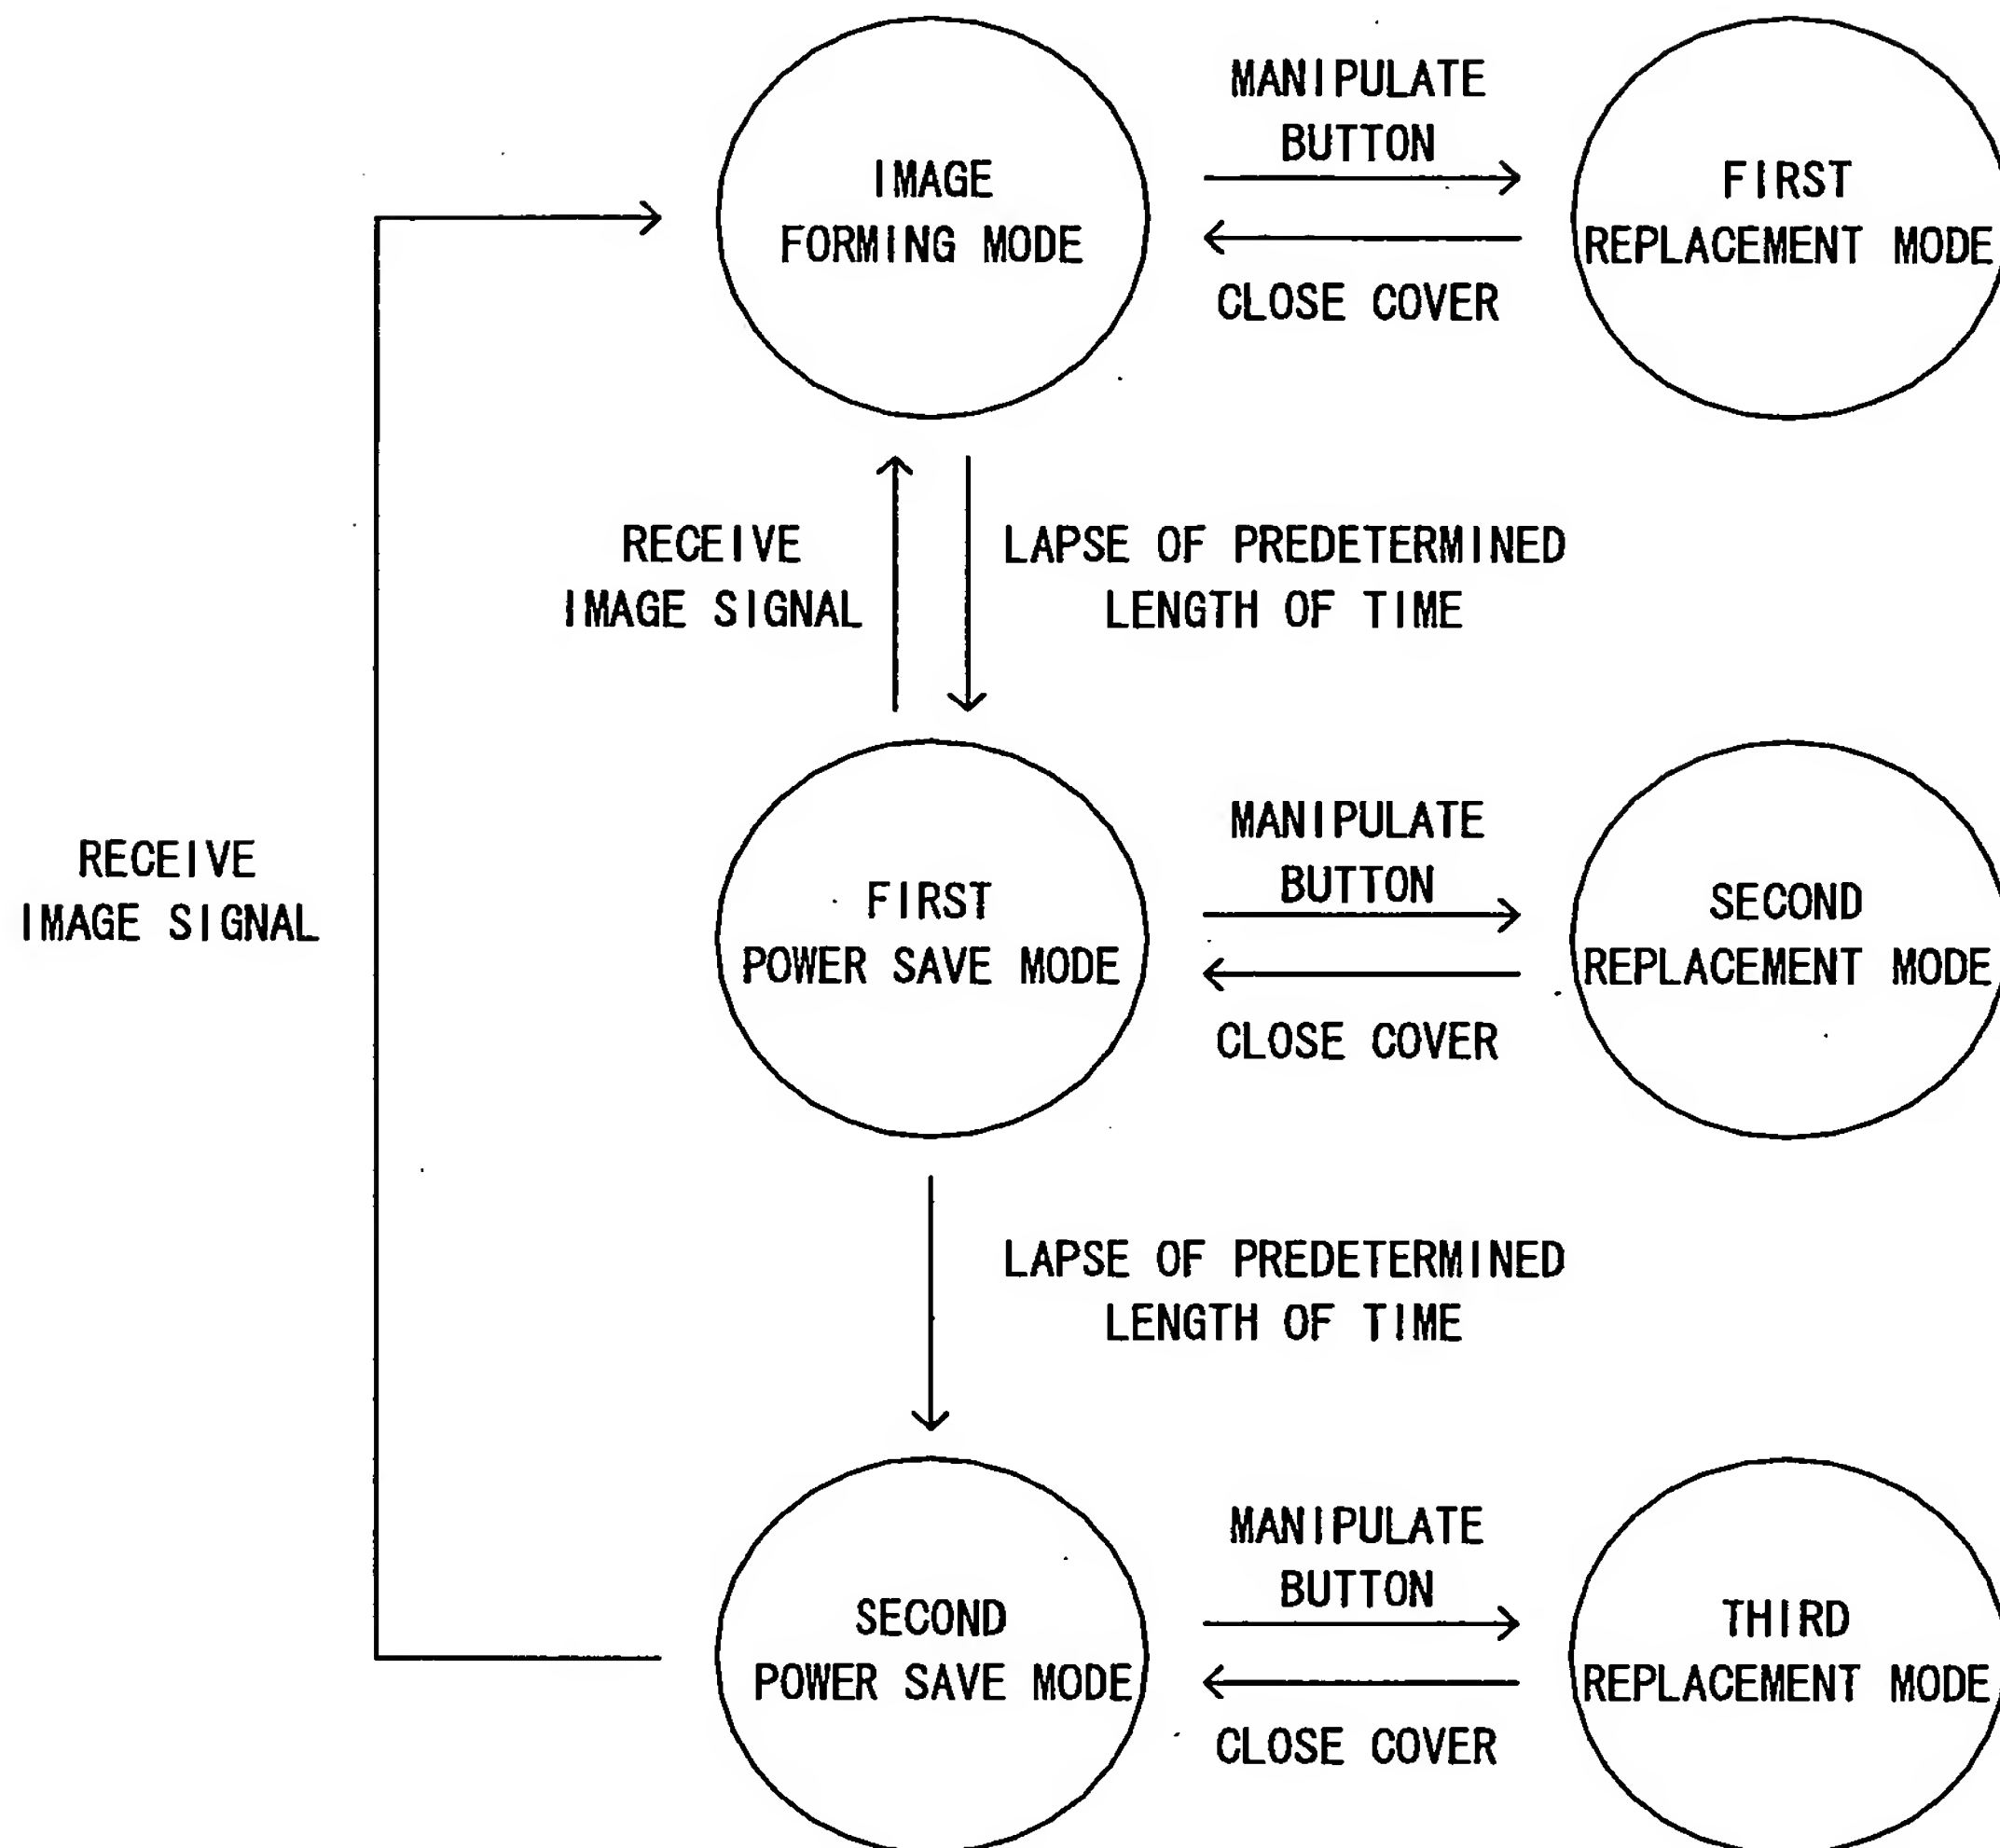 MANIPULATE
BUTTON
IMAGE
FORMING MODE
FIRST
REPLACEMENT MODE
CLOSE COVER
RECEIVE
IMAGE SIGNAL
LAPSE OF PREDETERMINED
LENGTH OF TIME
RECEIVE
IMAGE SIGNAL
MANIPULATE
BUTTON
FIRST
POWER SAVE MODE
SECOND
REPLACEMENT MODE
CLOSE COVER
LAPSE OF PREDETERMINED
LENGTH OF TIME
MANIPULATE
BUTTON
SECOND
POWER SAVE MODE
THIRD
REPLACEMENT MODE
CLOSE COVER